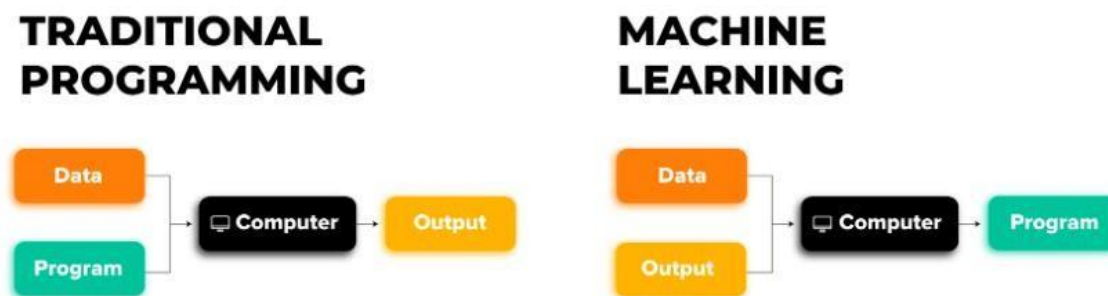 TRADITIONAL
PROGRAMMING
Data
Program
Computer
Output
MACHINE
LEARNING
Data
Output
Computer
Program